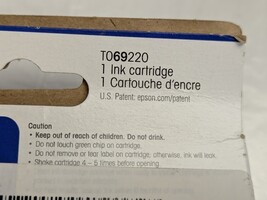 T069220
1 Ink cartridge
1 Cartouche d'encre
U.S. Patent: epson.com/patent
Caution
• Keep out of reach of children. Do not drink.
• Do not touch green chip on cartridge.
• Do not remove or tear label on cartridge; otherwise, ink will leak.
• Shake cartridge 4 – 5 times before opening.